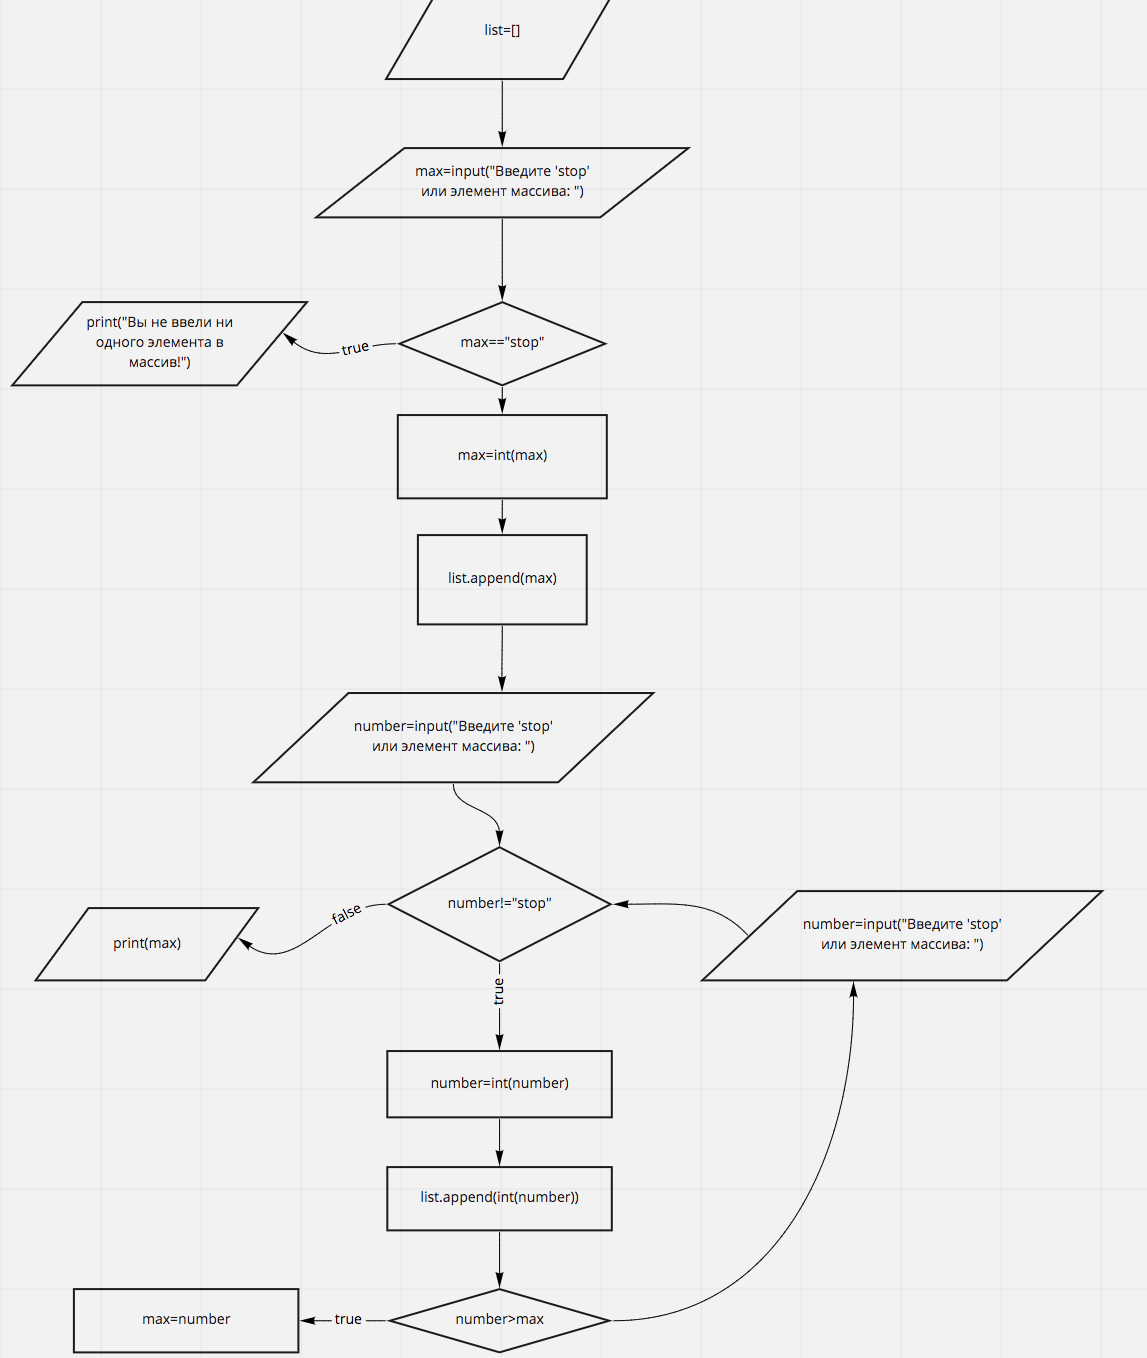 list=[]
max=input("Введите 'stop'
или элемент массива: ")
print("Вы не ввели ни
одного элемента в
массив!")
true
max=="stop"
max=int(max)
list.append(max)
number=input("Введите 'stop'
или элемент массива: ")
number!="stop"
false
print(max)
number=input("Введите 'stop'
или элемент массива: ")
true
number=int(number)
list.append(int(number))
max=number
true
number>max